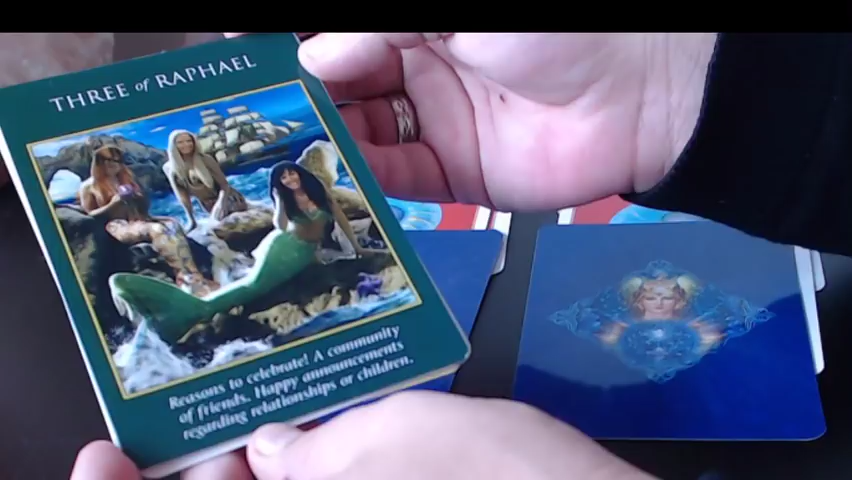 THREE of RAPHAEL
Reasons to celebrate! A community
of friends. Happy announcements
regarding relationships or children.